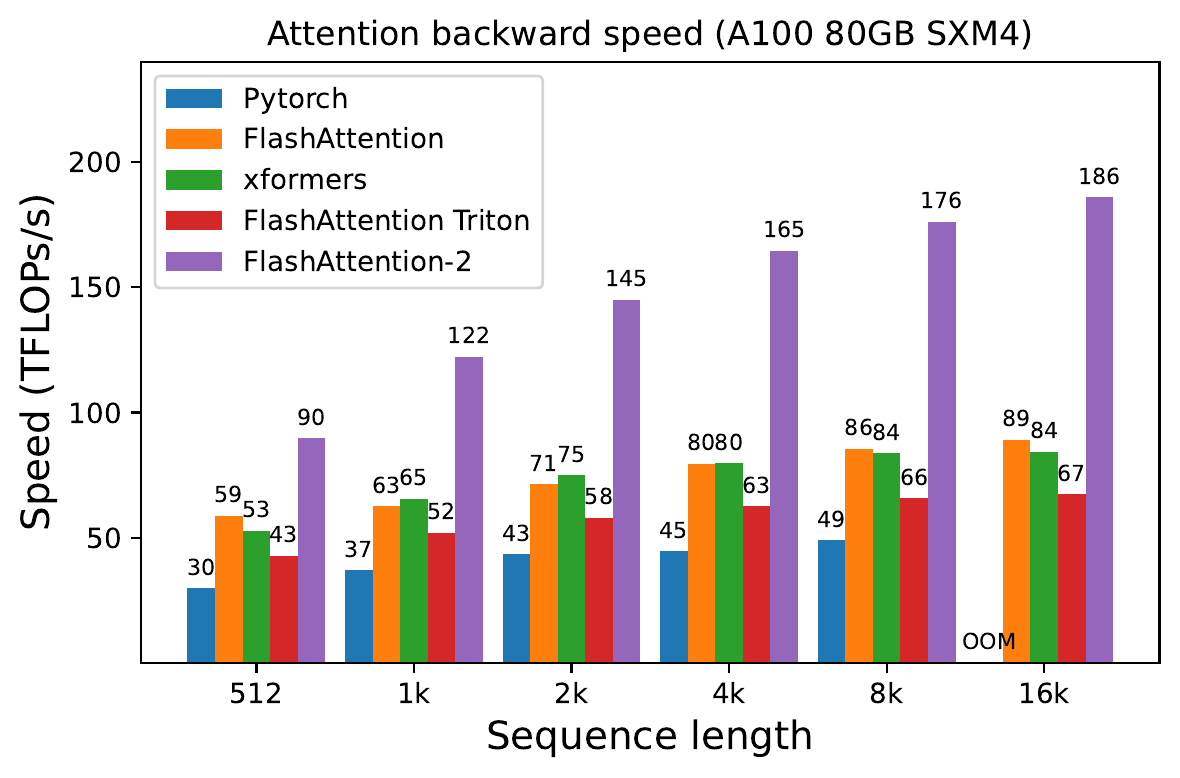 Attention backward speed (A100 80GB SXM4)
Pytorch
FlashAttention
xformers
FlashAttention Triton
FlashAttention-2
Speed (TFLOPs/s)
200
150
100
50
30 59 53 43 90
37 63 65 52 122
43 71 75 58 145
45 80 80 63 165
49 86 84 66 176
OOM 89 84 67 186
512 1k 2k 4k 8k 16k
Sequence length